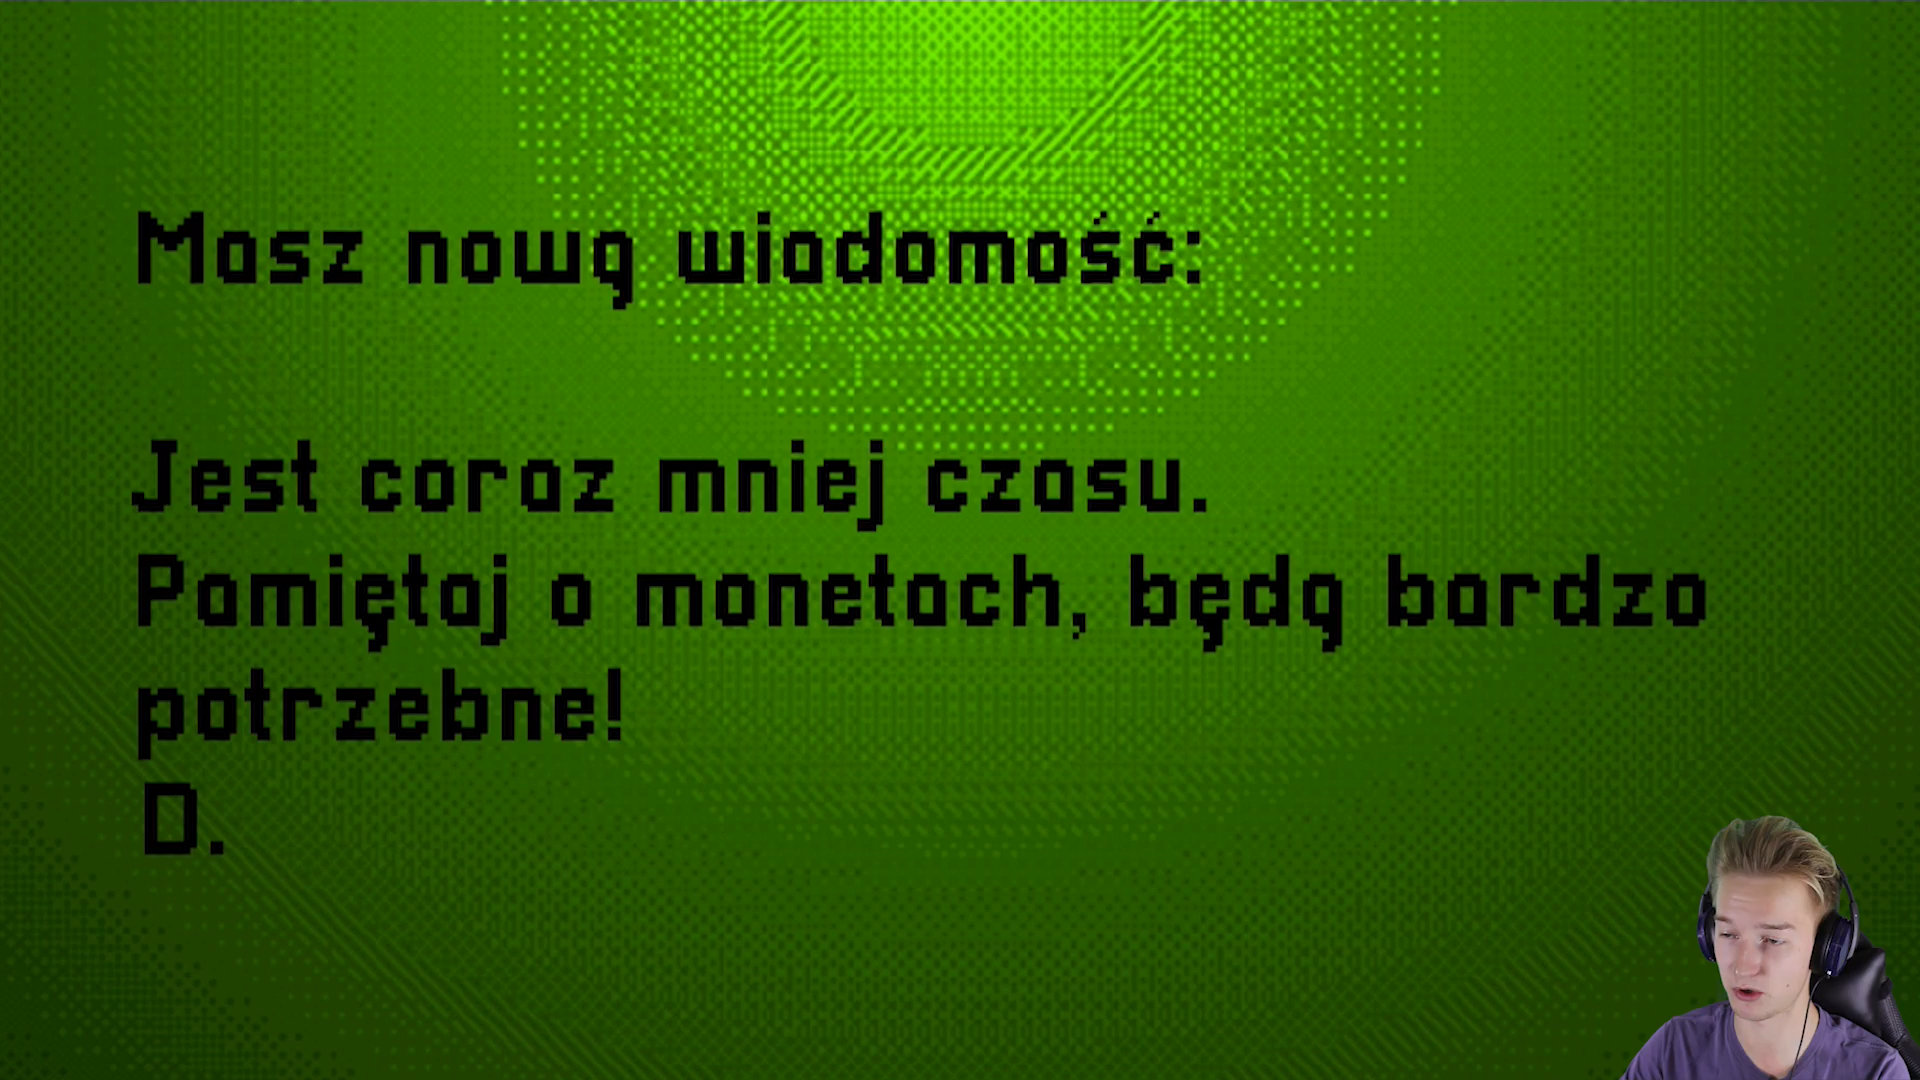 Masz nową wiadomość:
Jest coraz mniej czasu.
Pamiętaj o monetach, będą bardzo
potrzebne!
D.